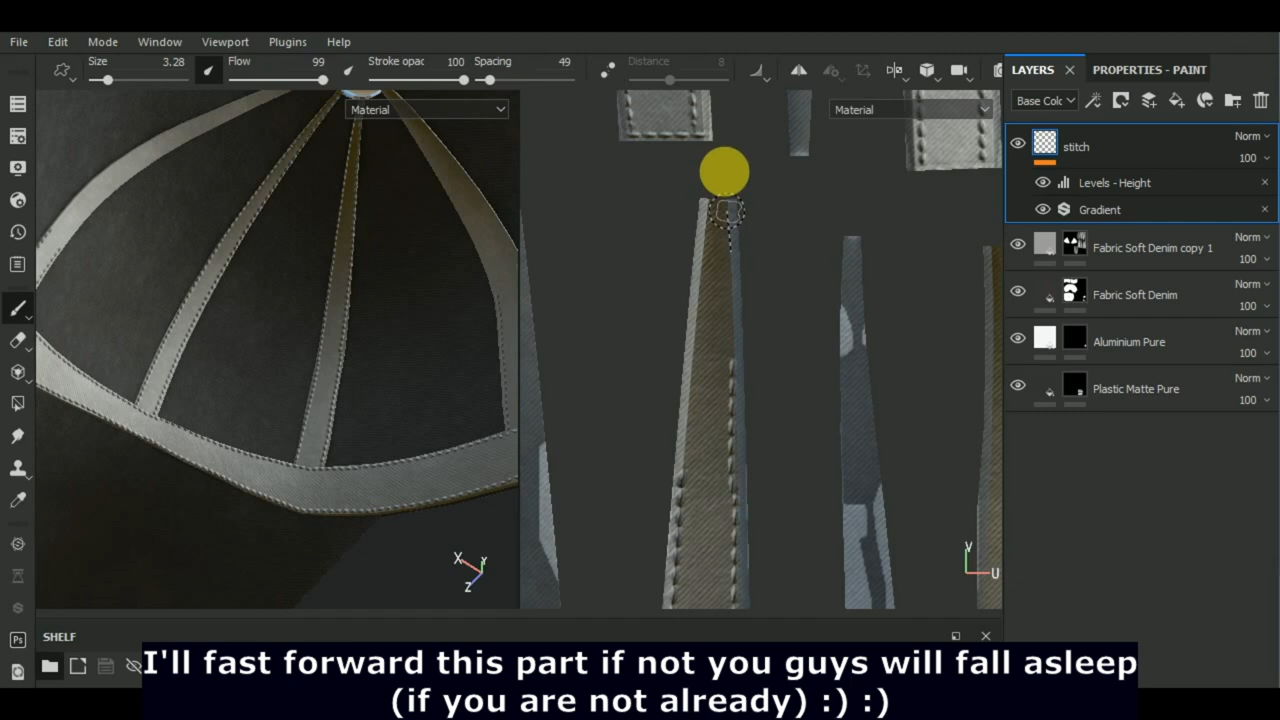 File Edit Mode Window Viewport Plugins Help
Size 3.28 Flow 99 Stroke opac 100 Spacing 49 Distance 8
LAYERS PROPERTIES - PAINT
Material
Material
Base Colc
stitch Norm 100
Levels - Height
Gradient
Fabric Soft Denim copy 1 Norm 100
Fabric Soft Denim Norm 100
Aluminium Pure Norm 100
Plastic Matte Pure Norm 100
X Y Z
V U
SHELF
Ps
I'll fast forward this part if not you guys will fall asleep
(if you are not already) :) :)